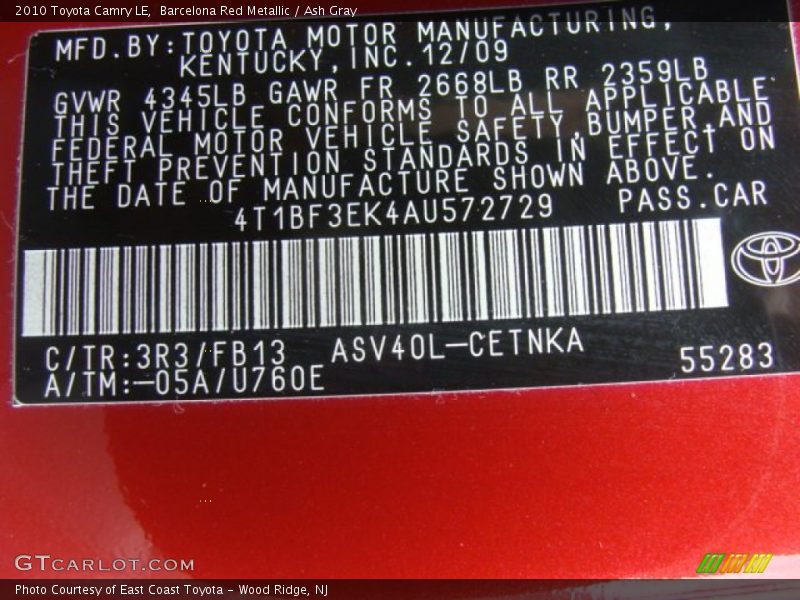 2010 Toyota Camry LE, Barcelona Red Metallic / Ash Gray
MFD.BY:TOYOTA MOTOR MANUFACTURING,
KENTUCKY,INC.12/09
GVWR 4345LB GAWR FR 2668LB RR 2359LB
THIS VEHICLE CONFORMS TO ALL APPLICABLE
FEDERAL MOTOR VEHICLE SAFETY,BUMPER,AND
THEFT PREVENTION STANDARDS IN EFFECT ON
THE DATE OF MANUFACTURE SHOWN ABOVE.
4T1BF3EK4AU572729 PASS.CAR
C/TR:3R3/FB13 ASV40L-CETNKA
A/TM:-05A/U760E 55283
GTCARLOT.COM
Photo Courtesy of East Coast Toyota - Wood Ridge, NJ